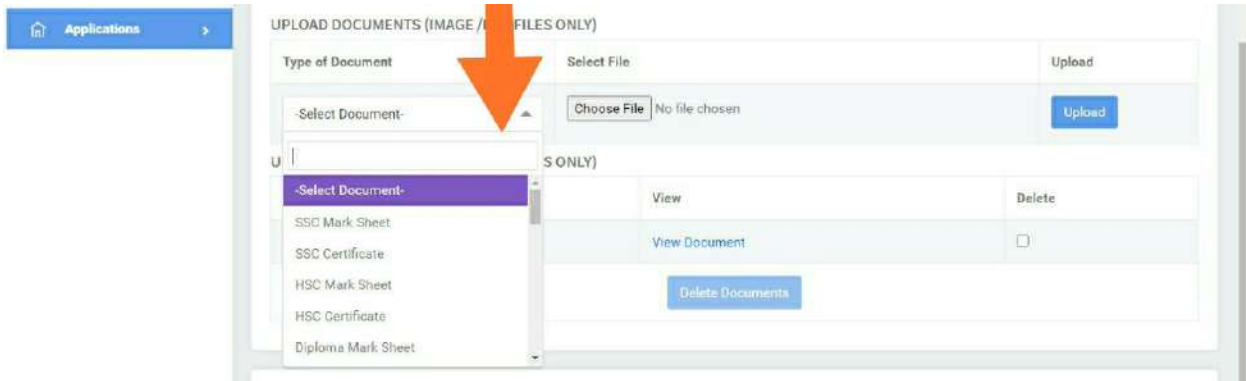 Applications
UPLOAD DOCUMENTS (IMAGE / FILES ONLY)
Type of Document Select File Upload
-Select Document- Choose File No file chosen Upload
U S ONLY)
-Select Document- View Delete
SSC Mark Sheet
SSC Certificate View Document
HSC Mark Sheet Delete Documents
HSC Certificate
Diploma Mark Sheet